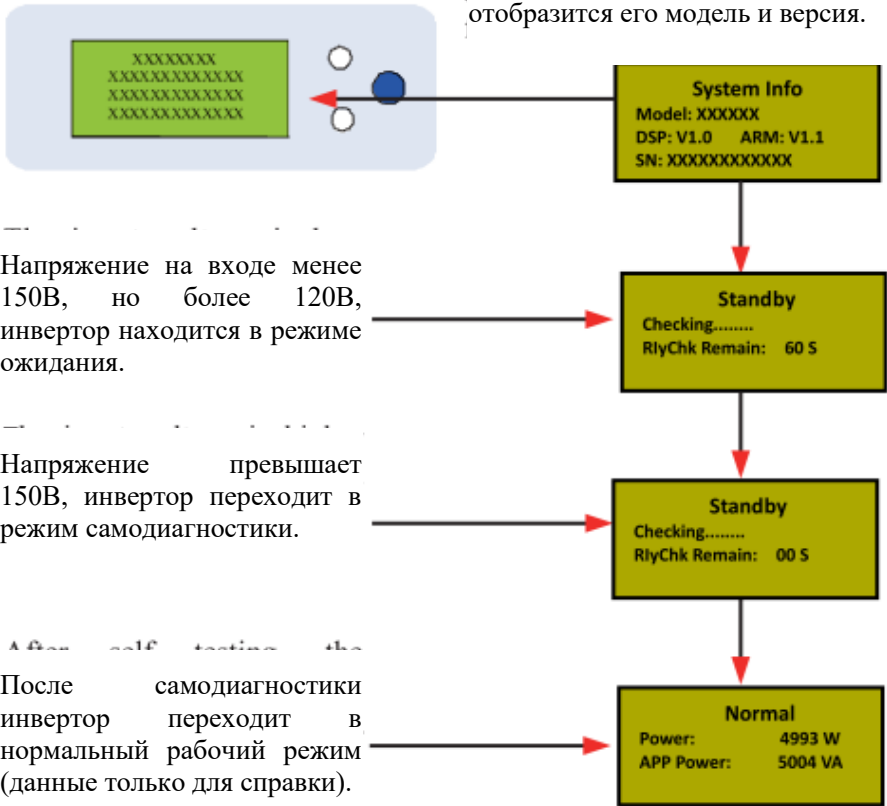 отобразится его модель и версия.
XXXXXXXX
XXXXXXXXXXXXX
XXXXXXXXXXXXX
XXXXXXXXXXXXX
System Info
Model: XXXXXX
DSP: V1.0 ARM: V1.1
SN: XXXXXXXXXXXX
Напряжение на входе менее
150В, но более 120В,
инвертор находится в режиме
ожидания.
Standby
Checking........
RlyChk Remain: 60 S
Напряжение превышает
150В, инвертор переходит в
режим самодиагностики.
Standby
Checking........
RlyChk Remain: 00 S
After self testing, the
После самодиагностики
инвертор переходит в
нормальный рабочий режим
(данные только для справки).
Normal
Power: 4993 W
APP Power: 5004 VA